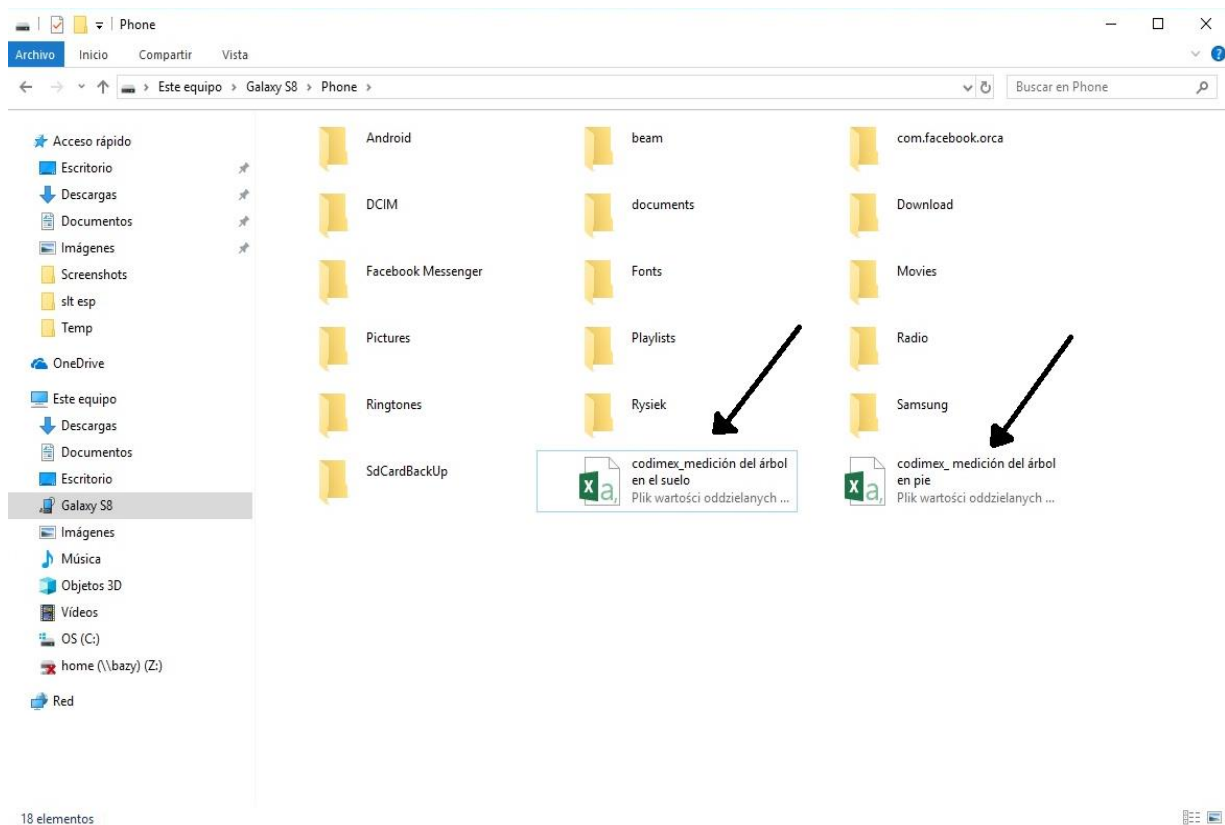 Phone
Archivo Inicio Compartir Vista
Este equipo > Galaxy S8 > Phone >
Buscar en Phone
Acceso rápido
Escritorio
Descargas
Documentos
Imágenes
Screenshots
slt esp
Temp
OneDrive
Este equipo
Descargas
Documentos
Escritorio
Galaxy S8
Imágenes
Música
Objetos 3D
Vídeos
OS (C:)
home (\\bazy) (Z:)
Red
Android
beam
com.facebook.orca
DCIM
documents
Download
Facebook Messenger
Fonts
Movies
Pictures
Playlists
Radio
Ringtones
Rysiek
Samsung
SdCardBackUp
codimex_medición del árbol
en el suelo
Plik wartości oddzielanych ...
codimex_ medición del árbol
en pie
Plik wartości oddzielanych ...
18 elementos